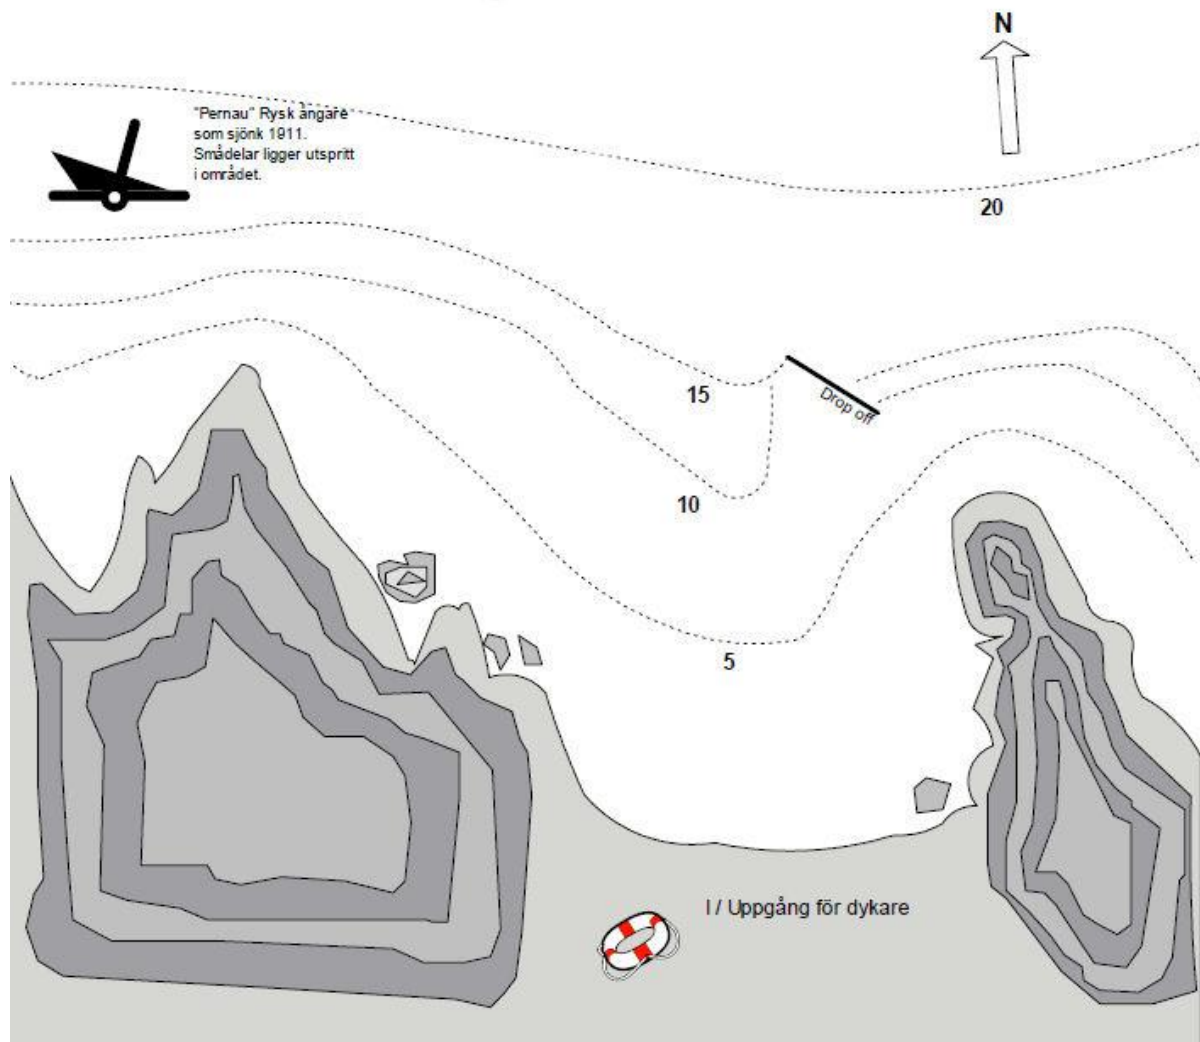 N
"Pernau" Rysk ångare
som sjönk 1911.
Smådelar ligger utspritt
i området.
20
15
Drop off
10
5
I / Uppgång för dykare